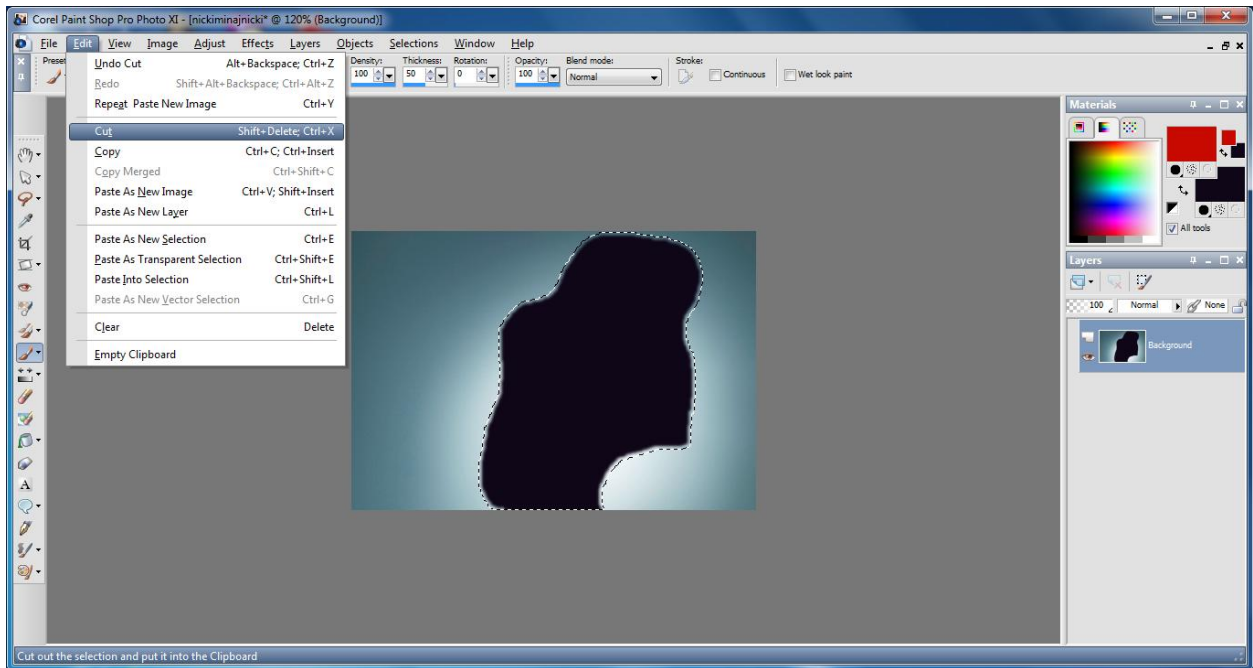 Corel Paint Shop Pro Photo XI - [nickiminajnicki* @ 120% (Background)]
File Edit View Image Adjust Effects Layers Objects Selections Window Help
Preset
Density: Thickness: Rotation: Opacity: Blend mode: Stroke:
100 50 0 100 Normal Continuous Wet look paint
Undo Cut Alt+Backspace; Ctrl+Z
Redo Shift+Alt+Backspace; Ctrl+Alt+Z
Repeat Paste New Image Ctrl+Y
Cut Shift+Delete; Ctrl+X
Copy Ctrl+C; Ctrl+Insert
Copy Merged Ctrl+Shift+C
Paste As New Image Ctrl+V; Shift+Insert
Paste As New Layer Ctrl+L
Paste As New Selection Ctrl+E
Paste As Transparent Selection Ctrl+Shift+E
Paste Into Selection Ctrl+Shift+L
Paste As New Vector Selection Ctrl+G
Clear Delete
Empty Clipboard
Materials
All tools
Layers
100 Normal None
Background
Cut out the selection and put it into the Clipboard